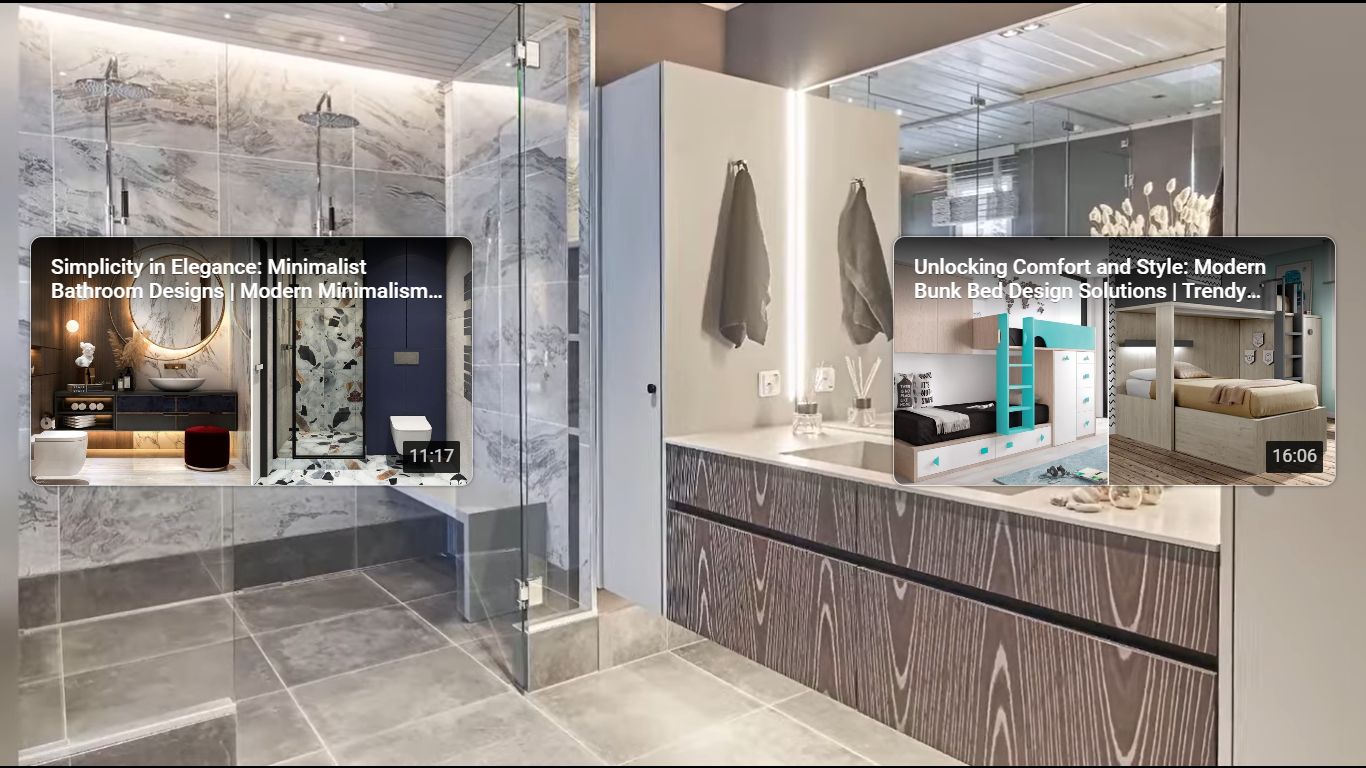 Simplicity in Elegance: Minimalist
Bathroom Designs | Modern Minimalism...
11:17
Unlocking Comfort and Style: Modern
Bunk Bed Design Solutions | Trendy...
16:06